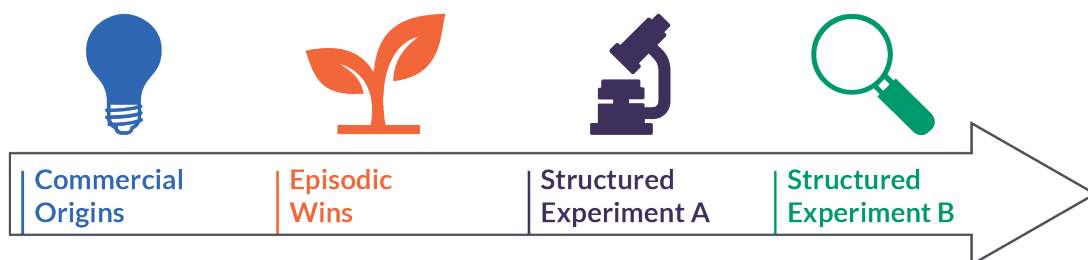 Commercial
Origins
Episodic
Wins
Structured
Experiment A
Structured
Experiment B